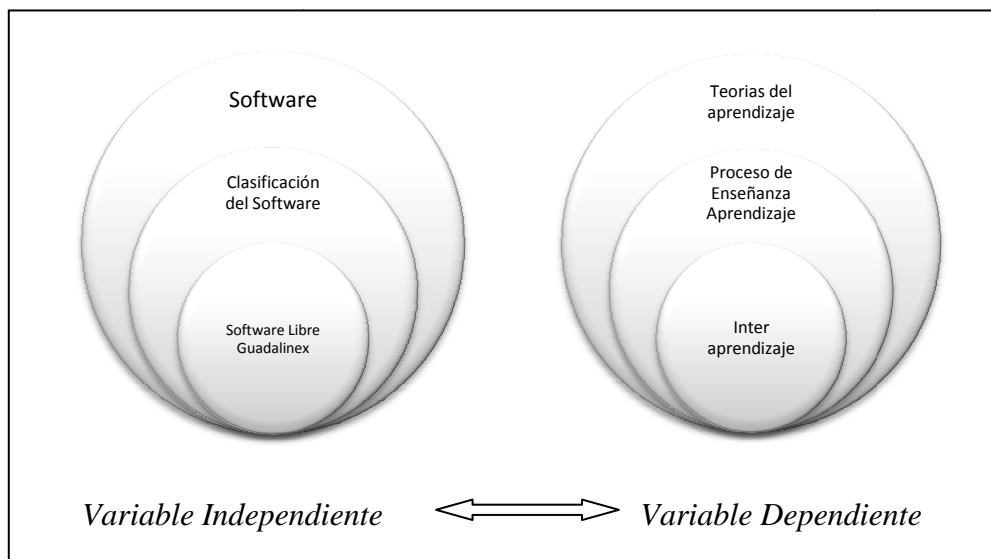 Software
Clasificación
del Software
Software Libre
Guadalinex
Teorias del
aprendizaje
Proceso de
Enseñanza
Aprendizaje
Inter
aprendizaje
Variable Independiente
Variable Dependiente